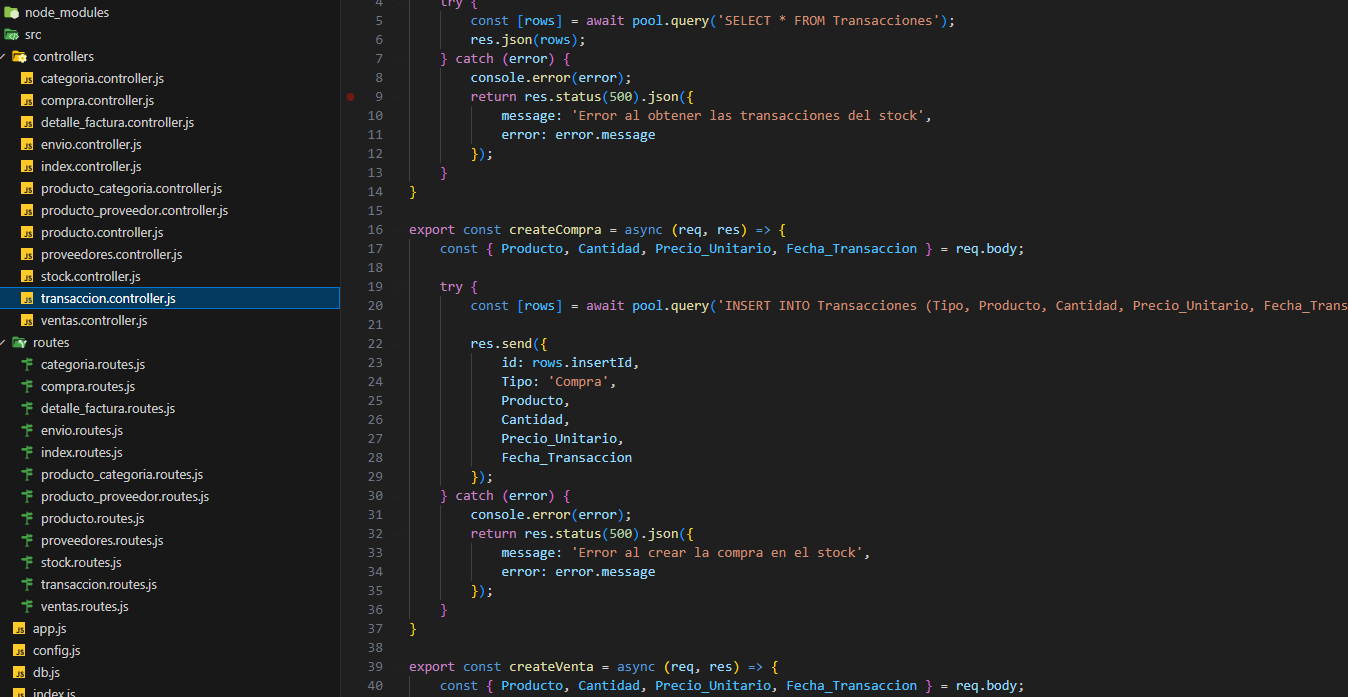 node_modules
src
controllers
categoria.controller.js
compra.controller.js
detalle_factura.controller.js
envio.controller.js
index.controller.js
producto_categoria.controller.js
producto_proveedor.controller.js
producto.controller.js
proveedores.controller.js
stock.controller.js
transaccion.controller.js
ventas.controller.js
routes
categoria.routes.js
compra.routes.js
detalle_factura.routes.js
envio.routes.js
index.routes.js
producto_categoria.routes.js
producto_proveedor.routes.js
producto.routes.js
proveedores.routes.js
stock.routes.js
transaccion.routes.js
ventas.routes.js
app.js
config.js
db.js
index.js
4 try {
5 const [rows] = await pool.query('SELECT * FROM Transacciones');
6 res.json(rows);
7 } catch (error) {
8 console.error(error);
9 return res.status(500).json({
10 message: 'Error al obtener las transacciones del stock',
11 error: error.message
12 });
13 }
14 }
15
16 export const createCompra = async (req, res) => {
17 const { Producto, Cantidad, Precio_Unitario, Fecha_Transaccion } = req.body;
18
19 try {
20 const [rows] = await pool.query('INSERT INTO Transacciones (Tipo, Producto, Cantidad, Precio_Unitario, Fecha_Trans
21
22 res.send({
23 id: rows.insertId,
24 Tipo: 'Compra',
25 Producto,
26 Cantidad,
27 Precio_Unitario,
28 Fecha_Transaccion
29 });
30 } catch (error) {
31 console.error(error);
32 return res.status(500).json({
33 message: 'Error al crear la compra en el stock',
34 error: error.message
35 });
36 }
37 }
38
39 export const createVenta = async (req, res) => {
40 const { Producto, Cantidad, Precio_Unitario, Fecha_Transaccion } = req.body;